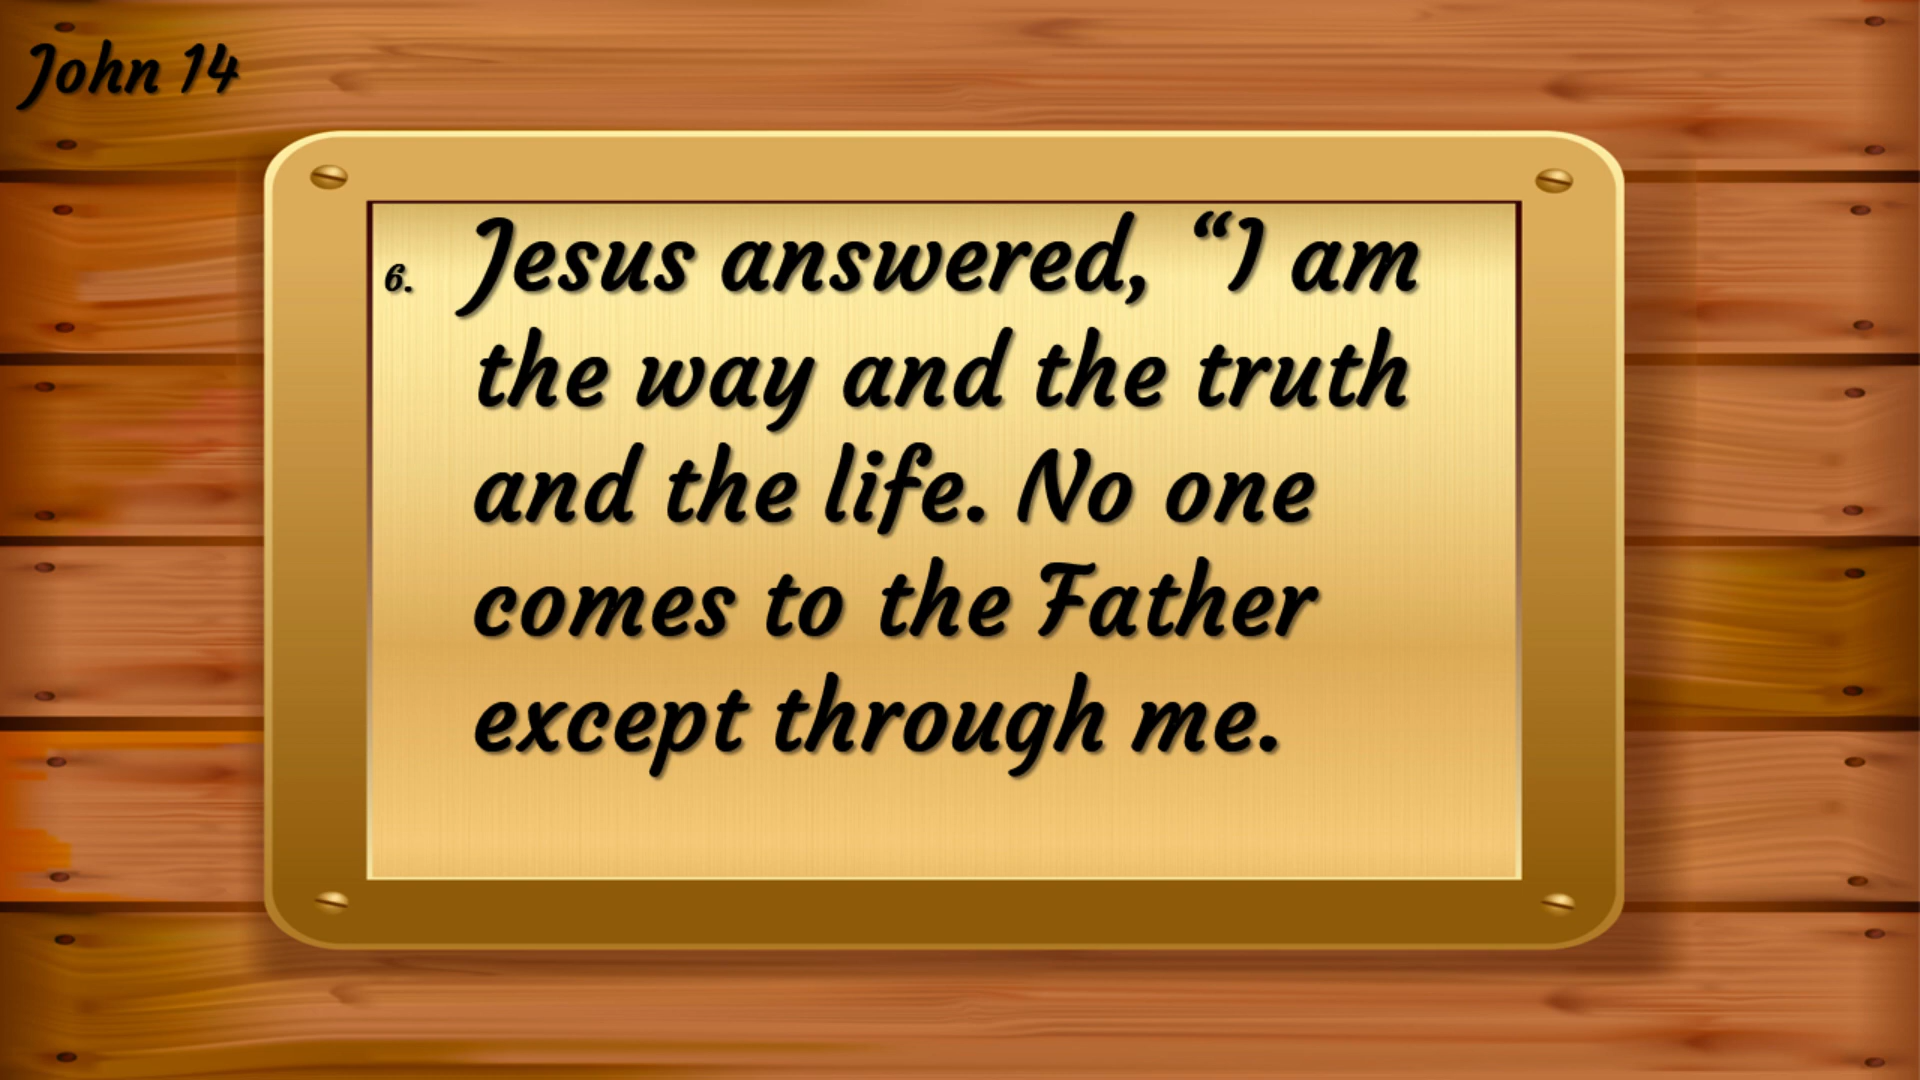 John 14
6. Jesus answered, “I am
the way and the truth
and the life. No one
comes to the Father
except through me.